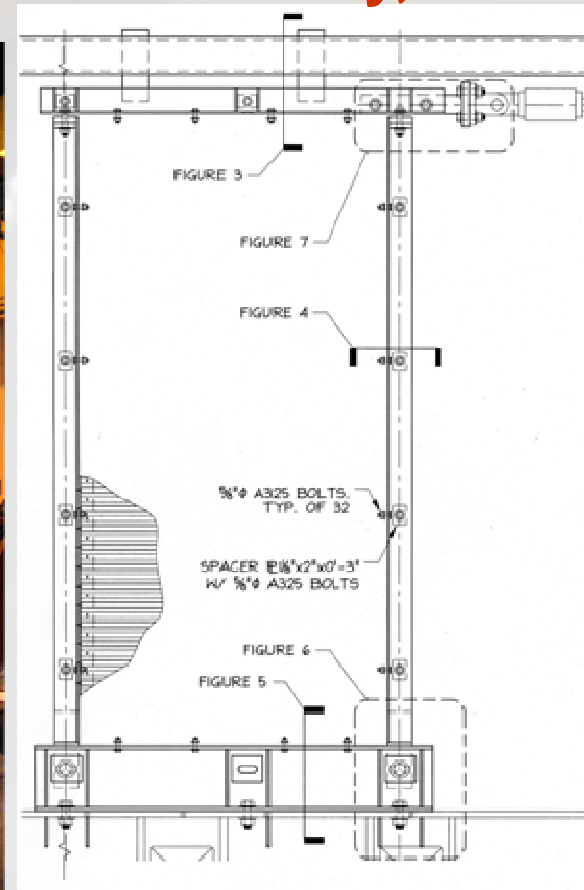 FIGURE 3
FIGURE 7
FIGURE 4
⅝"⌀ A325 BOLTS.
TYP. OF 32
W/ ⅝"⌀ A325 BOLTS
FIGURE 6
FIGURE 5